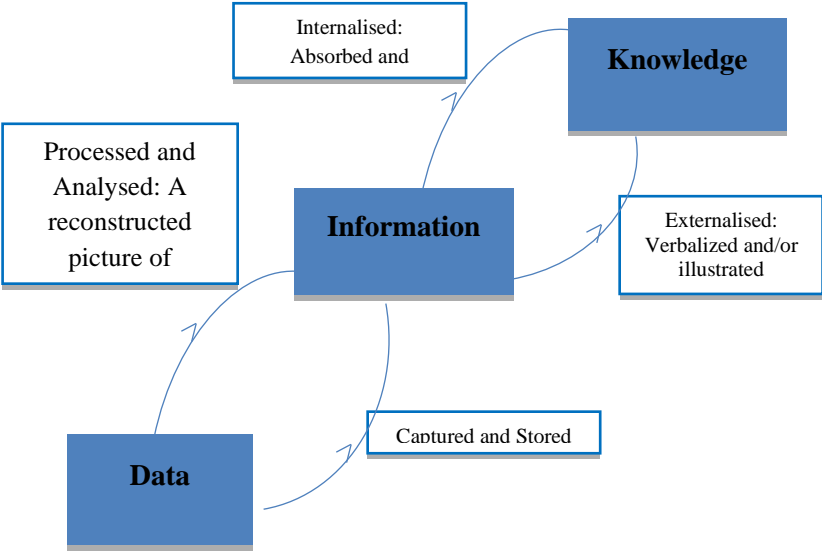 Internalised:
Absorbed and
Knowledge
Processed and
Analysed: A
reconstructed
picture of
Information
Externalised:
Verbalized and/or
illustrated
Captured and Stored
Data